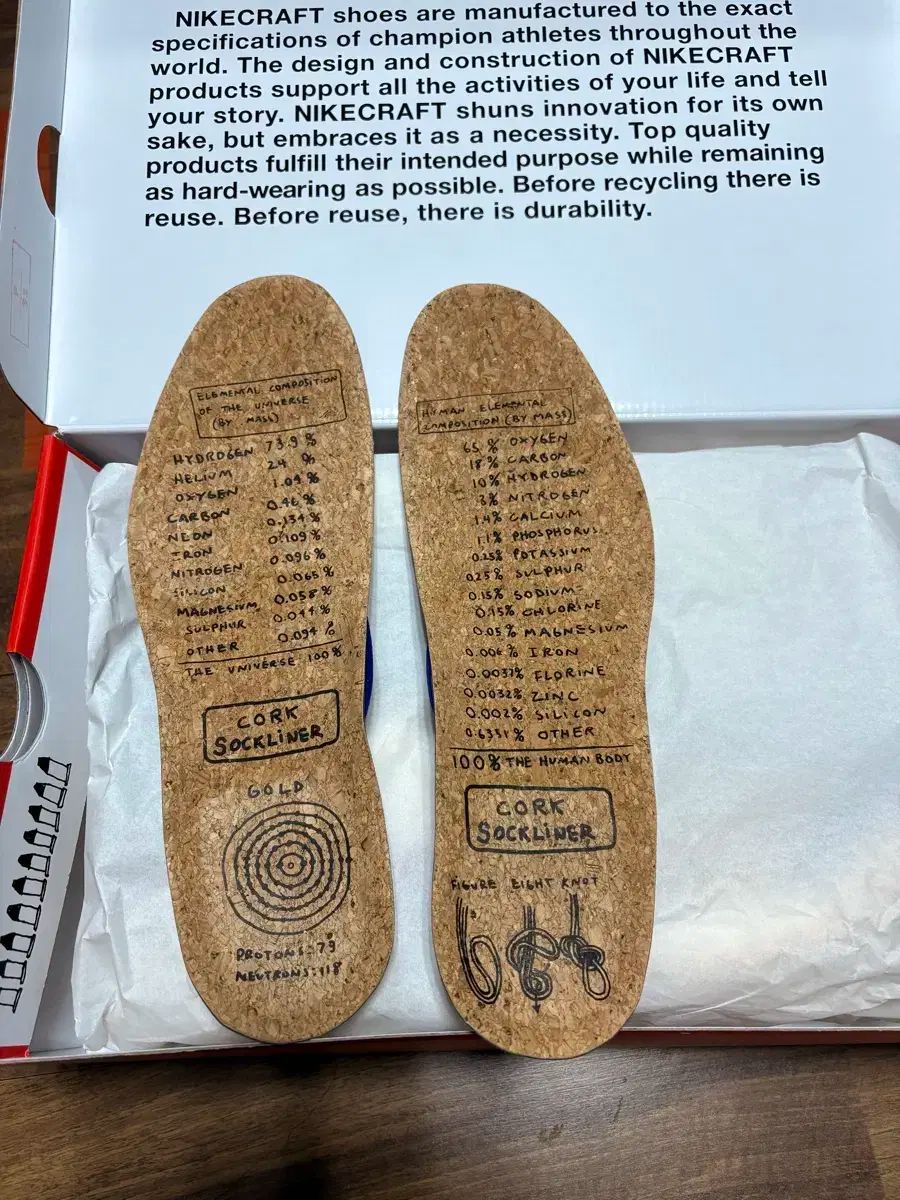 NIKECRAFT shoes are manufactured to the exact
specifications of champion athletes throughout the
world. The design and construction of NIKECRAFT
products support all the activities of your life and tell
your story. NIKECRAFT shuns innovation for its own
sake, but embraces it as a necessity. Top quality
products fulfill their intended purpose while remaining
as hard-wearing as possible. Before recycling there is
reuse. Before reuse, there is durability.
ELEMENTAL COMPOSITION
OF THE UNIVERSE
(BY MASS)
HYDROGEN 73.9 %
HELIUM 24 %
OXYGEN 1.04 %
CARBON 0.46 %
NEON 0.134 %
IRON 0.109 %
NITROGEN 0.096 %
SILICON 0.065 %
MAGNESIUM 0.058 %
SULPHUR 0.044 %
OTHER 0.094 %
THE UNIVERSE 100%
CORK
SOCKLINER
GOLD
PROTONS: 79
NEUTRONS: 118
HUMAN ELEMENTAL
COMPOSITION (BY MASS)
65 % OXYGEN
18 % CARBON
10% HYDROGEN
3% NITROGEN
1.4% CALCIUM
1.1% PHOSPHORUS
0.25% POTASSIUM
0.25% SULPHUR
0.15% SODIUM
0.15% CHLORINE
0.05% MAGNESIUM
0.006% IRON
0.0037% FLORINE
0.0032% ZINC
0.002% SILICON
0.6351% OTHER
100% THE HUMAN BODY
CORK
SOCKLINER
FIGURE EIGHT KNOT